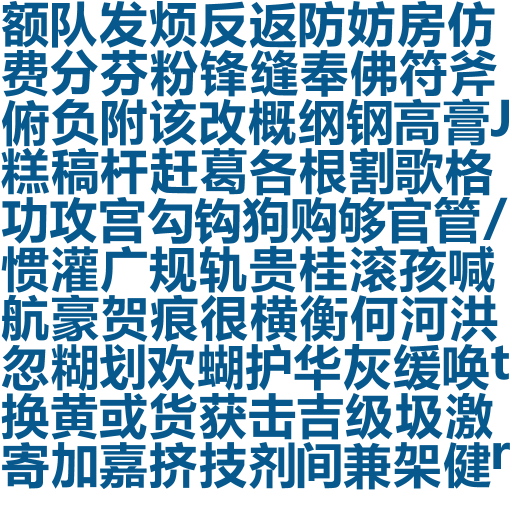 额队发烦反返防妨房仿
费分芬粉锋缝奉佛符斧
俯负附该改概纲钢高膏J
糕稿杆赶葛各根割歌格
功攻宫勾钩狗购够官管/
惯灌广规轨贵桂滚孩喊
航豪贺痕很横衡何河洪
忽糊划欢蝴护华灰缓唤t
换黄或货获击吉级圾激
寄加嘉挤技剂间兼架健r